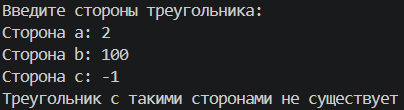 Введите стороны треугольника:
Сторона a: 2
Сторона b: 100
Сторона c: -1
Треугольник с такими сторонами не существует